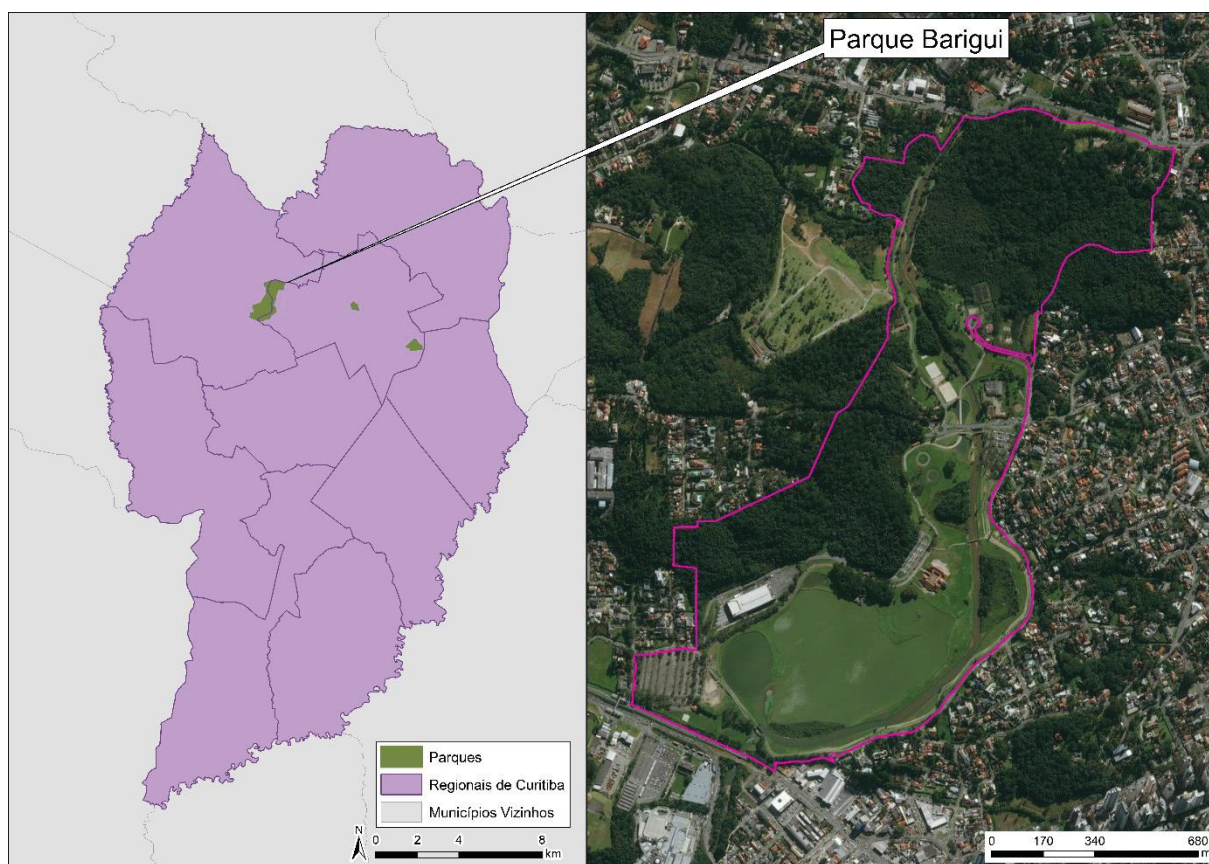 Parque Barigui
Parques
Regionais de Curitiba
Municípios Vizinhos
N
0 2 4 8
km
0 170 340 680
m